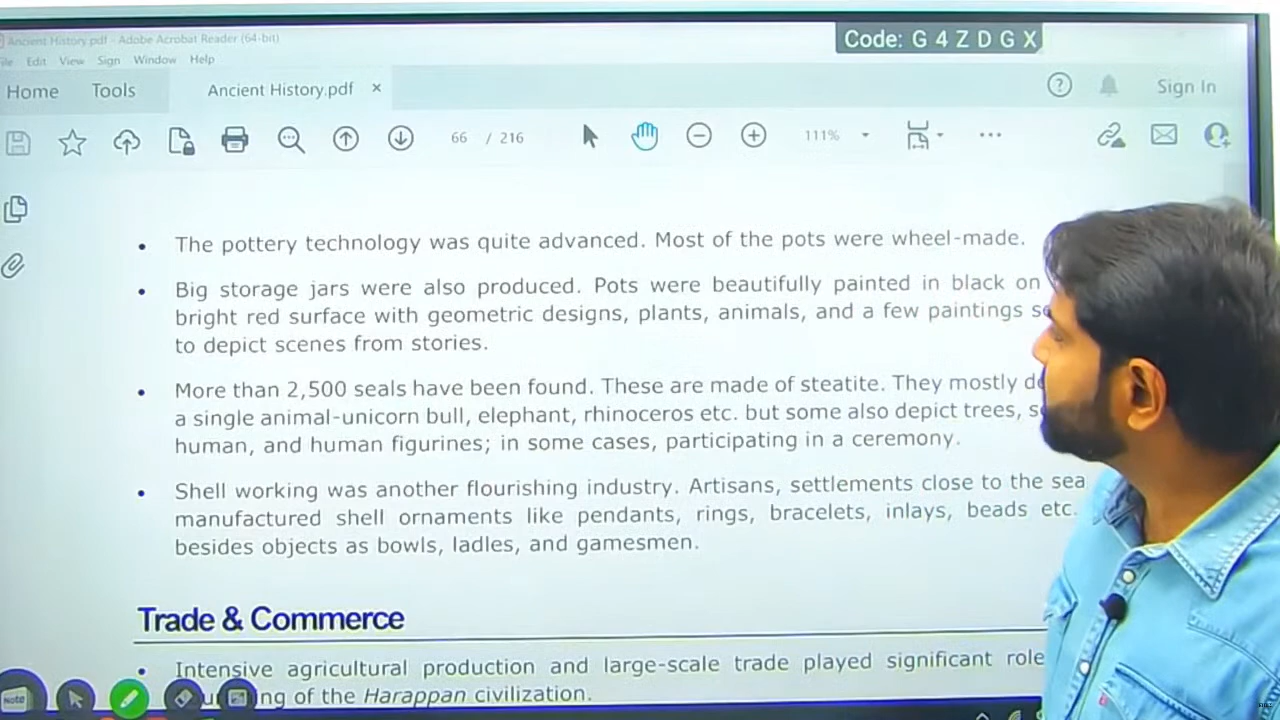 Code: G 4 Z D G X
Ancient History.pdf - Adobe Acrobat Reader (64-bit)
Edit View Sign Window Help
Home Tools Ancient History.pdf × Sign In
66 / 216 111%
• The pottery technology was quite advanced. Most of the pots were wheel-made.
• Big storage jars were also produced. Pots were beautifully painted in black on
bright red surface with geometric designs, plants, animals, and a few paintings
to depict scenes from stories.
• More than 2,500 seals have been found. These are made of steatite. They mostly
a single animal-unicorn bull, elephant, rhinoceros etc. but some also depict trees,
human, and human figurines; in some cases, participating in a ceremony.
• Shell working was another flourishing industry. Artisans, settlements close to the sea
manufactured shell ornaments like pendants, rings, bracelets, inlays, beads etc.
besides objects as bowls, ladles, and gamesmen.
Trade & Commerce
• Intensive agricultural production and large-scale trade played significant role
of the Harappan civilization.
Note